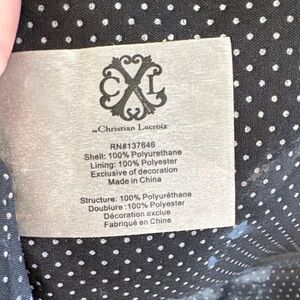 CXL
by Christian Lacroix
RN#137646
Shell: 100% Polyurethane
Lining: 100% Polyester
Exclusive of decoration
Made in China
Structure: 100% Polyuréthane
Doublure : 100% Polyester
Décoration exclue
Fabriqué en Chine